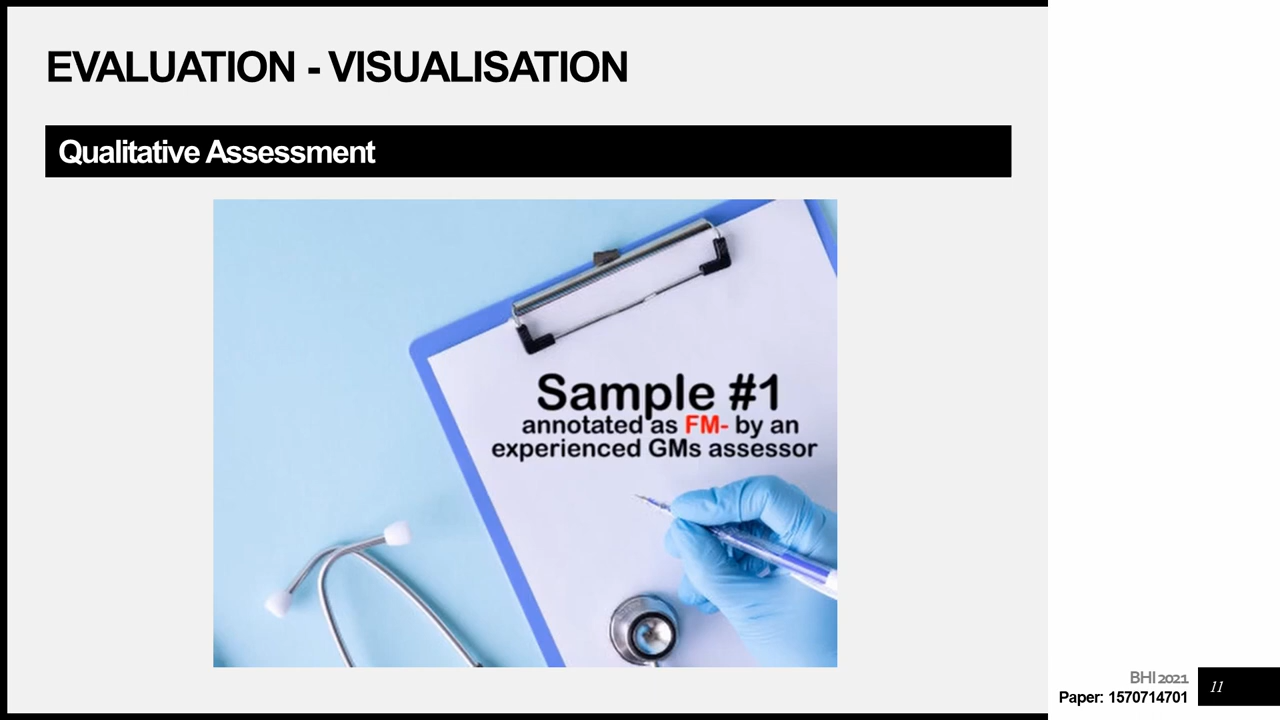 EVALUATION - VISUALISATION
Qualitative Assessment
Sample #1
annotated as FM- by an
experienced GMs assessor
BHI 2021
Paper: 1570714701
11